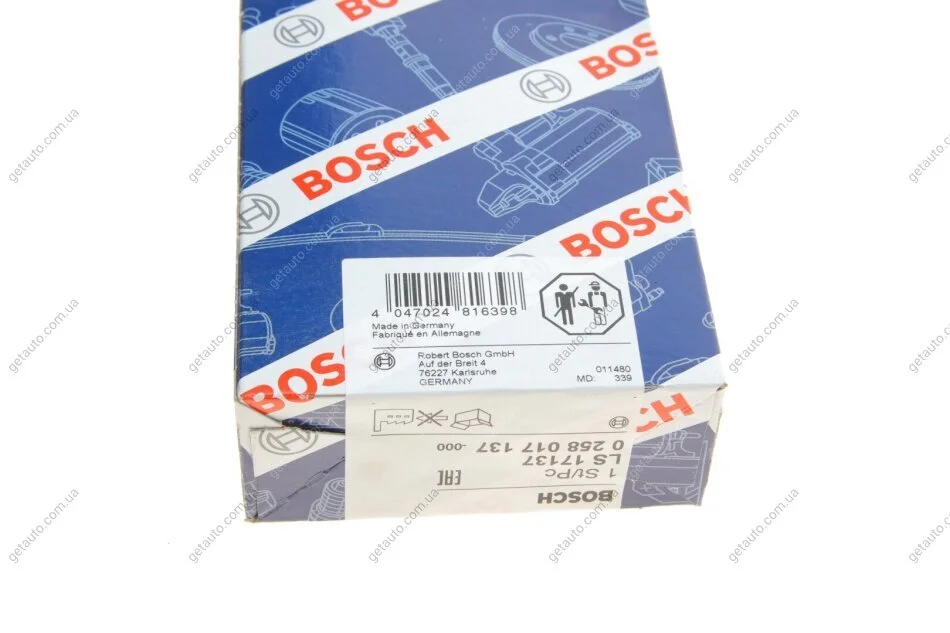 BOSCH
BOSCH
BOSCH
BOSCH
BOSCH
4 047024 816398
Made in Germany
Fabriqué en Allemagne
Robert Bosch GmbH
Auf der Breit 4
76227 Karlsruhe
GERMANY
011480
MD: 339
BOSCH
1 St/Pc
LS 17137
0 258 017 137 -000
EAC
getauto.com.ua